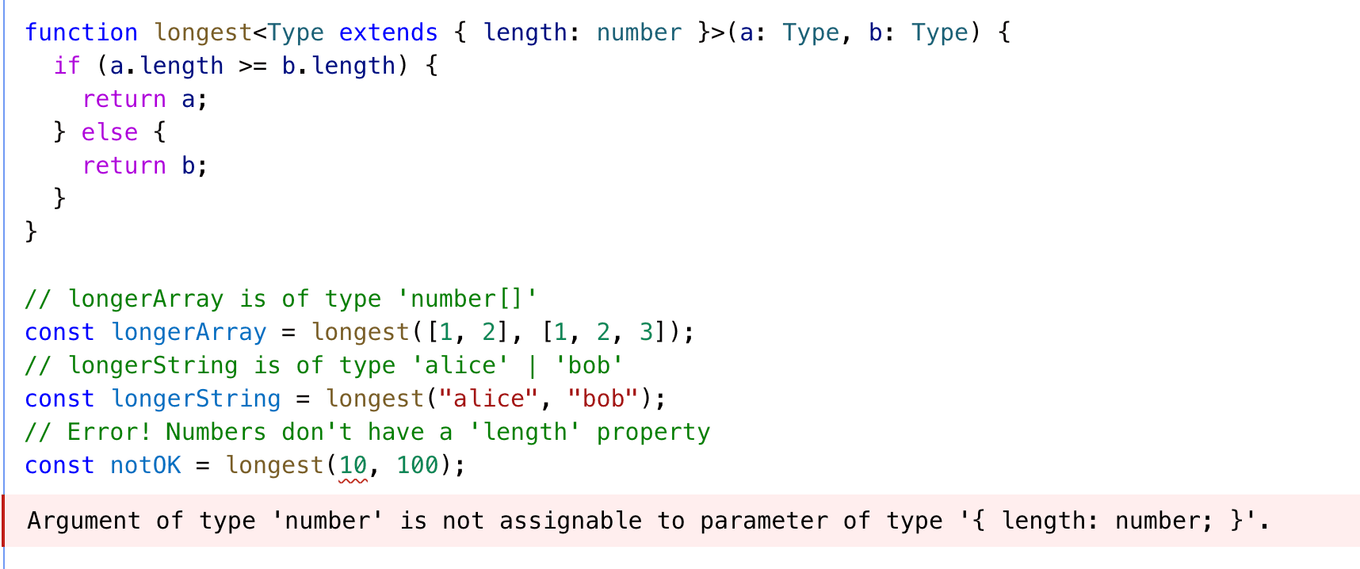 function longest<Type extends { length: number }>(a: Type, b: Type) {
  if (a.length >= b.length) {
    return a;
  } else {
    return b;
  }
}

// longerArray is of type 'number[]'
const longerArray = longest([1, 2], [1, 2, 3]);
// longerString is of type 'alice' | 'bob'
const longerString = longest("alice", "bob");
// Error! Numbers don't have a 'length' property
const notOK = longest(10, 100);
Argument of type 'number' is not assignable to parameter of type '{ length: number; }'.